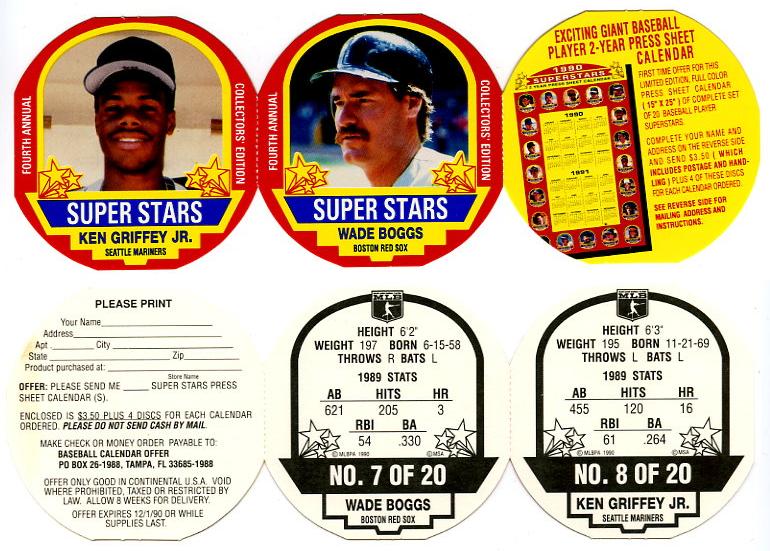 FOURTH ANNUAL
COLLECTORS' EDITION
SUPER STARS
KEN GRIFFEY JR.
SEATTLE MARINERS
FOURTH ANNUAL
COLLECTORS' EDITION
SUPER STARS
WADE BOGGS
BOSTON RED SOX
EXCITING GIANT BASEBALL
PLAYER 2-YEAR PRESS SHEET
CALENDAR
1990
SUPERSTARS
2 YEAR PRESS SHEET CALENDAR
1990
1991
FIRST TIME OFFER FOR THIS
LIMITED EDITION, FULL COLOR
PRESS SHEET CALENDAR
(15" X 25") OF COMPLETE SET
OF 20 BASEBALL PLAYER
SUPERSTARS.
COMPLETE YOUR NAME AND
ADDRESS ON THE REVERSE SIDE
AND SEND $3.50 (WHICH
INCLUDES POSTAGE AND HAND-
LING) PLUS 4 OF THESE DISCS
FOR EACH CALENDAR ORDERED.
SEE REVERSE SIDE FOR
MAILING ADDRESS AND
INSTRUCTIONS.
PLEASE PRINT
Your Name
Address
Apt. City
State Zip
Product purchased at:
Store Name
OFFER: PLEASE SEND ME SUPER STARS PRESS
SHEET CALENDAR (S).
ENCLOSED IS $3.50 PLUS 4 DISCS FOR EACH CALENDAR
ORDERED. PLEASE DO NOT SEND CASH BY MAIL.
MAKE CHECK OR MONEY ORDER PAYABLE TO:
BASEBALL CALENDAR OFFER
PO BOX 26-1988, TAMPA, FL 33685-1988
OFFER ONLY GOOD IN CONTINENTAL U.S.A. VOID
WHERE PROHIBITED, TAXED OR RESTRICTED BY
LAW. ALLOW 8 WEEKS FOR DELIVERY.
OFFER EXPIRES 12/1/90 OR WHILE
SUPPLIES LAST.
MLB
HEIGHT 6'2"
WEIGHT 197 BORN 6-15-58
THROWS R BATS L
1989 STATS
AB HITS HR
621 205 3
RBI BA
54 .330
© MLBPA 1990 © MSA
NO. 7 OF 20
WADE BOGGS
BOSTON RED SOX
MLB
HEIGHT 6'3"
WEIGHT 195 BORN 11-21-69
THROWS L BATS L
1989 STATS
AB HITS HR
455 120 16
RBI BA
61 .264
© MLBPA 1990 © MSA
NO. 8 OF 20
KEN GRIFFEY JR.
SEATTLE MARINERS